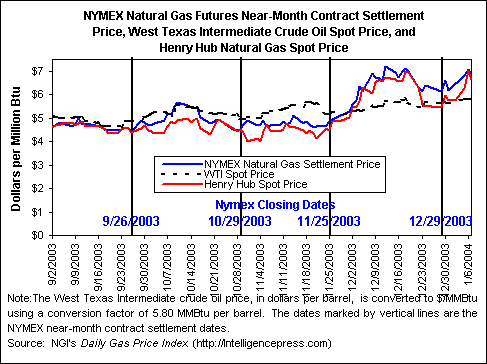 NYMEX Natural Gas Futures Near-Month Contract Settlement
Price, West Texas Intermediate Crude Oil Spot Price, and
Henry Hub Natural Gas Spot Price
Dollars per Million Btu
$7
$6
$5
$4
$3
$2
$1
$0
NYMEX Natural Gas Settlement Price
WTI Spot Price
Henry Hub Spot Price
Nymex Closing Dates
9/26/2003
10/29/2003
11/25/2003
12/29/2003
9/2/2003
9/9/2003
9/16/2003
9/23/2003
9/30/2003
10/7/2003
10/14/2003
10/21/2003
10/28/2003
11/4/2003
11/11/2003
11/18/2003
11/25/2003
12/2/2003
12/9/2003
12/16/2003
12/23/2003
12/30/2003
1/6/2004
Note:The West Texas Intermediate crude oil price, in dollars per barrel, is converted to $/MMBtu
using a conversion factor of 5.80 MMBtu per barrel. The dates marked by vertical lines are the
NYMEX near-month contract settlement dates.
Source: NGI's Daily Gas Price Index (http://Intelligencepress.com)